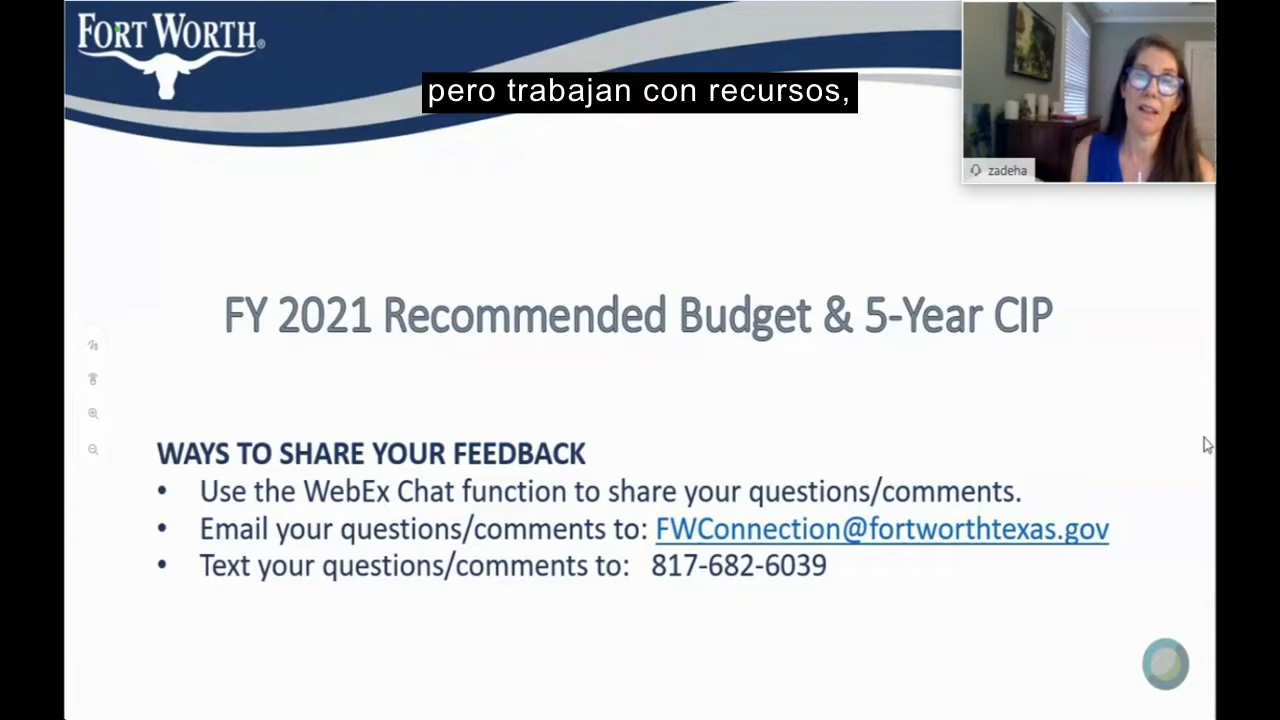 FORT WORTH®
pero trabajan con recursos,
zadeha
FY 2021 Recommended Budget & 5-Year CIP
WAYS TO SHARE YOUR FEEDBACK
• Use the WebEx Chat function to share your questions/comments.
• Email your questions/comments to: FWConnection@fortworthtexas.gov
• Text your questions/comments to: 817-682-6039